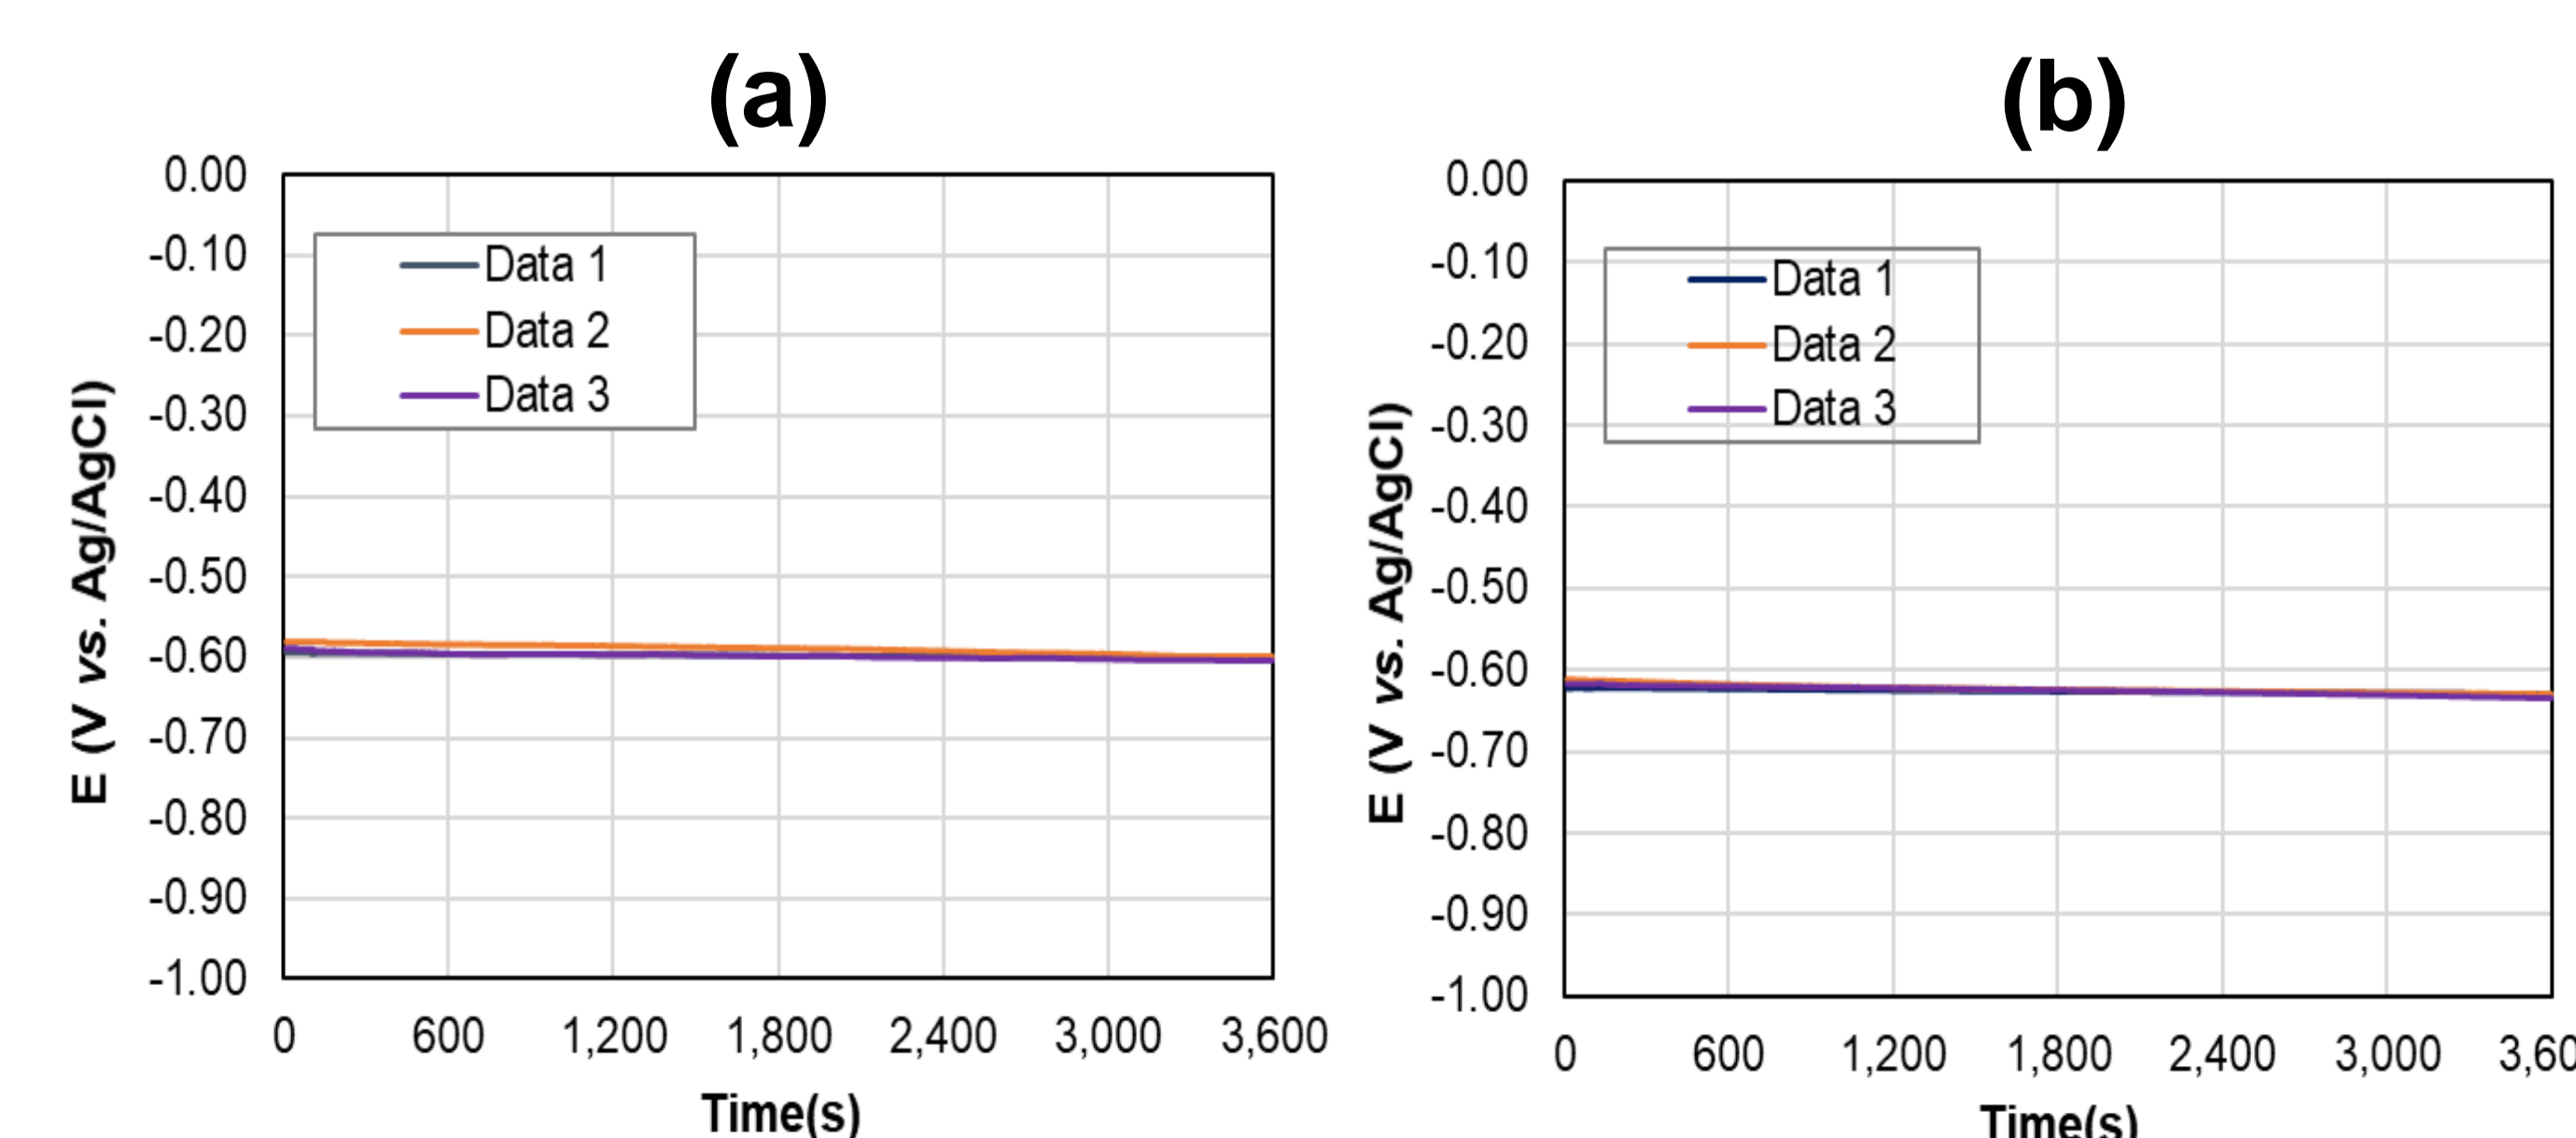 (a)
0.00
-0.10
-0.20
-0.30
-0.40
-0.50
-0.60
-0.70
-0.80
-0.90
-1.00
E (V vs. Ag/AgCl)
Data 1
Data 2
Data 3
0 600 1,200 1,800 2,400 3,000 3,600
Time(s)
(b)
0.00
-0.10
-0.20
-0.30
-0.40
-0.50
-0.60
-0.70
-0.80
-0.90
-1.00
E (V vs. Ag/AgCl)
Data 1
Data 2
Data 3
0 600 1,200 1,800 2,400 3,000 3,60
Time(s)